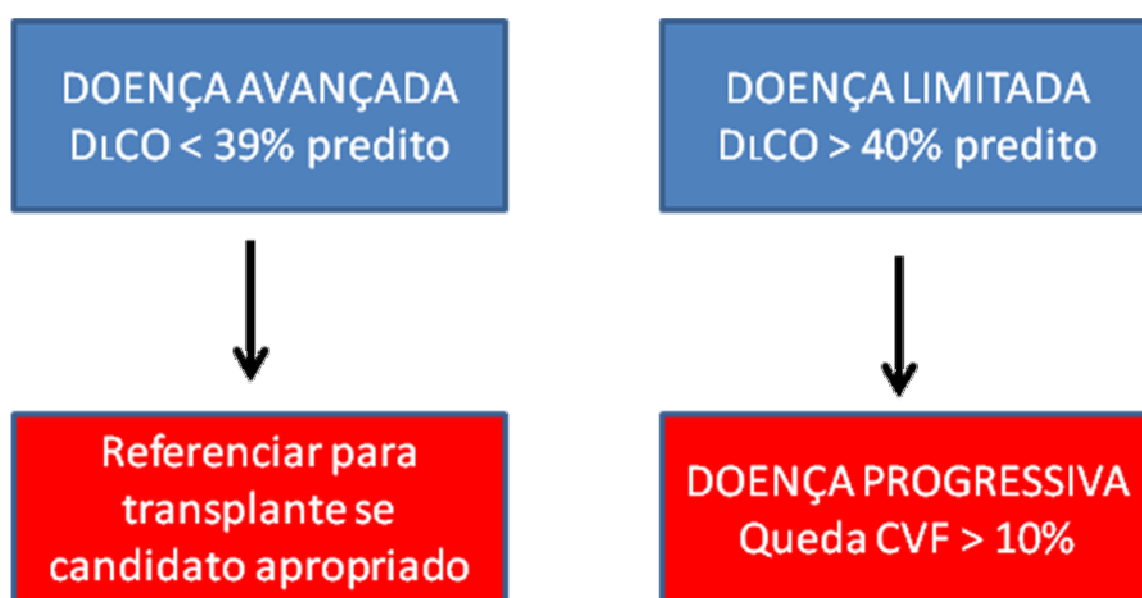 DOENÇA AVANÇADA
DLCO < 39% predito
DOENÇA LIMITADA
DLCO > 40% predito
Referenciar para
transplante se
candidato apropriado
DOENÇA PROGRESSIVA
Queda CVF > 10%